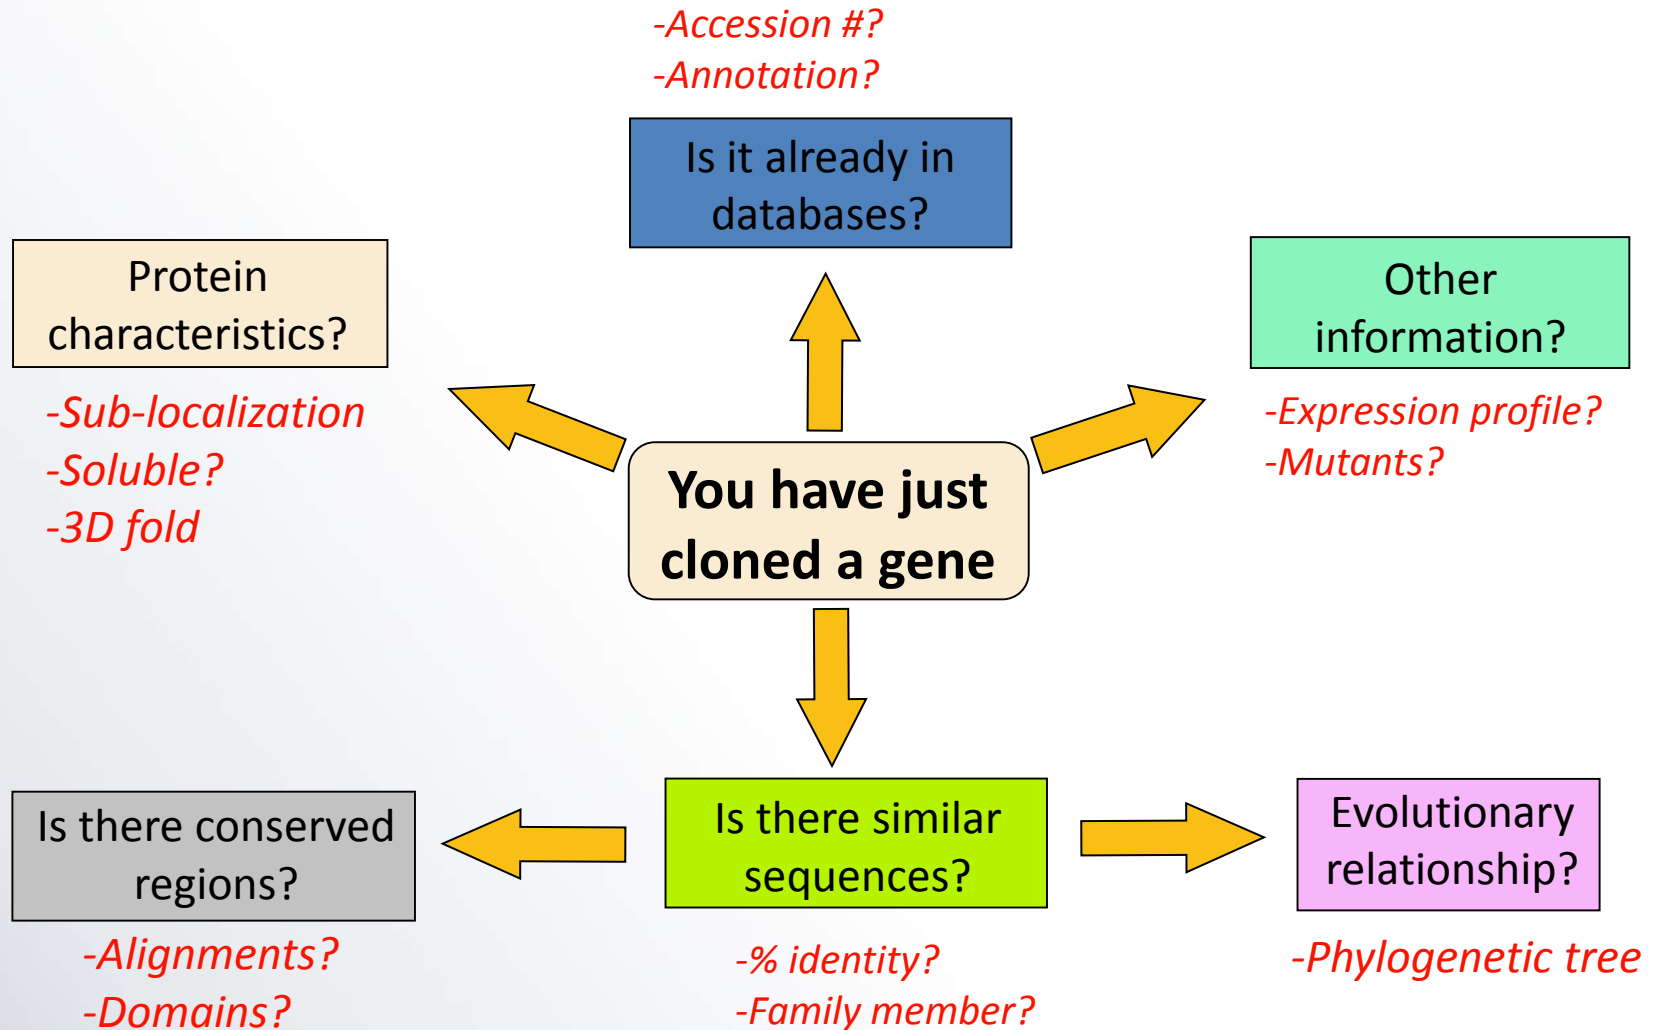 -Accession #?
-Annotation?
Is it already in
databases?
Protein
characteristics?
-Sub-localization
-Soluble?
-3D fold
Other
information?
-Expression profile?
-Mutants?
You have just
cloned a gene
Is there conserved
regions?
-Alignments?
-Domains?
Is there similar
sequences?
-% identity?
-Family member?
Evolutionary
relationship?
-Phylogenetic tree